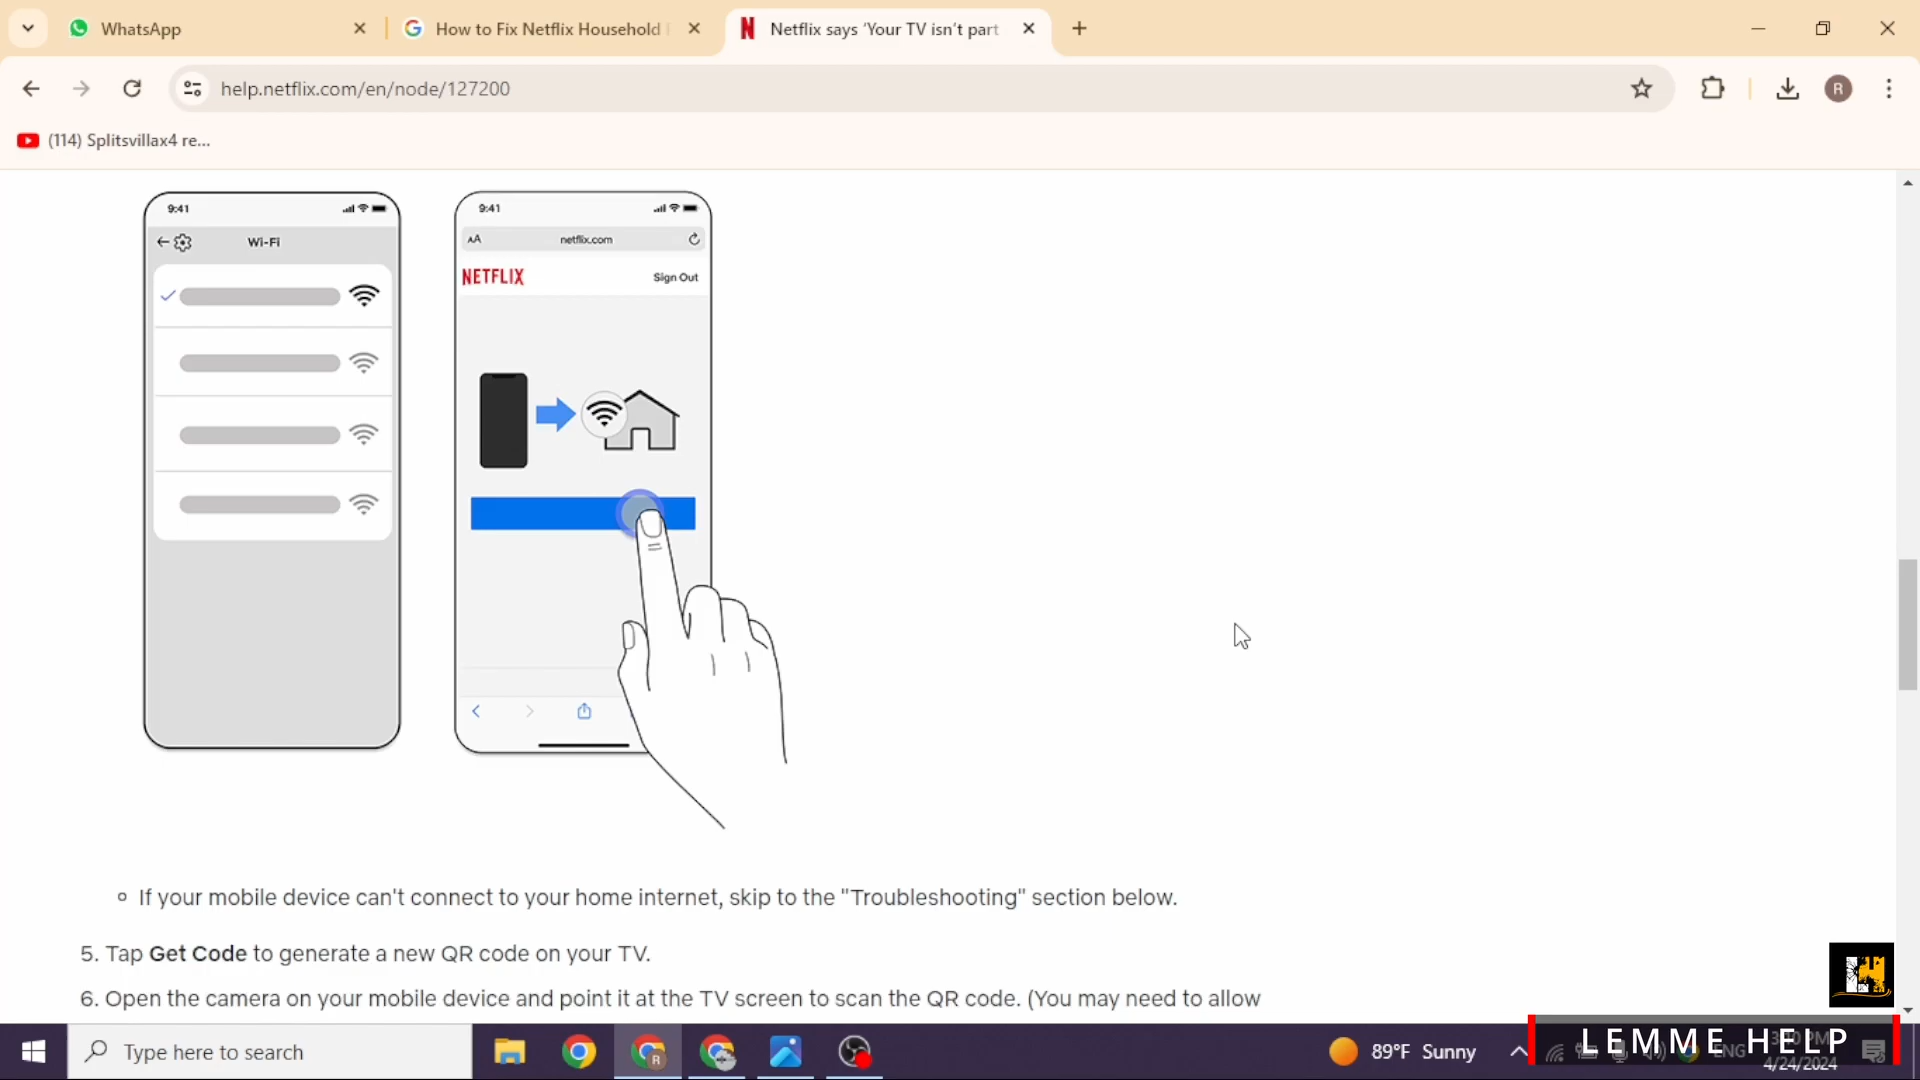 WhatsApp
How to Fix Netflix Household
Netflix says ‘Your TV isn’t part
help.netflix.com/en/node/127200
R
(114) Splitsvillax4 re...
9:41
Wi-Fi
9:41
AA
netflix.com
NETFLIX
Sign Out
If your mobile device can't connect to your home internet, skip to the "Troubleshooting" section below.
5. Tap Get Code to generate a new QR code on your TV.
6. Open the camera on your mobile device and point it at the TV screen to scan the QR code. (You may need to allow
Type here to search
R
89°F Sunny
ENG
4/24/2024
LEMME HELP